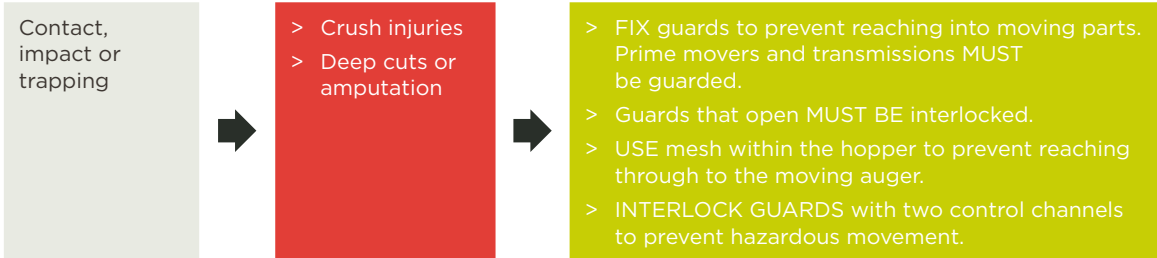 Contact,
impact or
trapping
> Crush injuries
> Deep cuts or
amputation
> FIX guards to prevent reaching into moving parts.
Prime movers and transmissions MUST
be guarded.
> Guards that open MUST BE interlocked.
> USE mesh within the hopper to prevent reaching
through to the moving auger.
> INTERLOCK GUARDS with two control channels
to prevent hazardous movement.